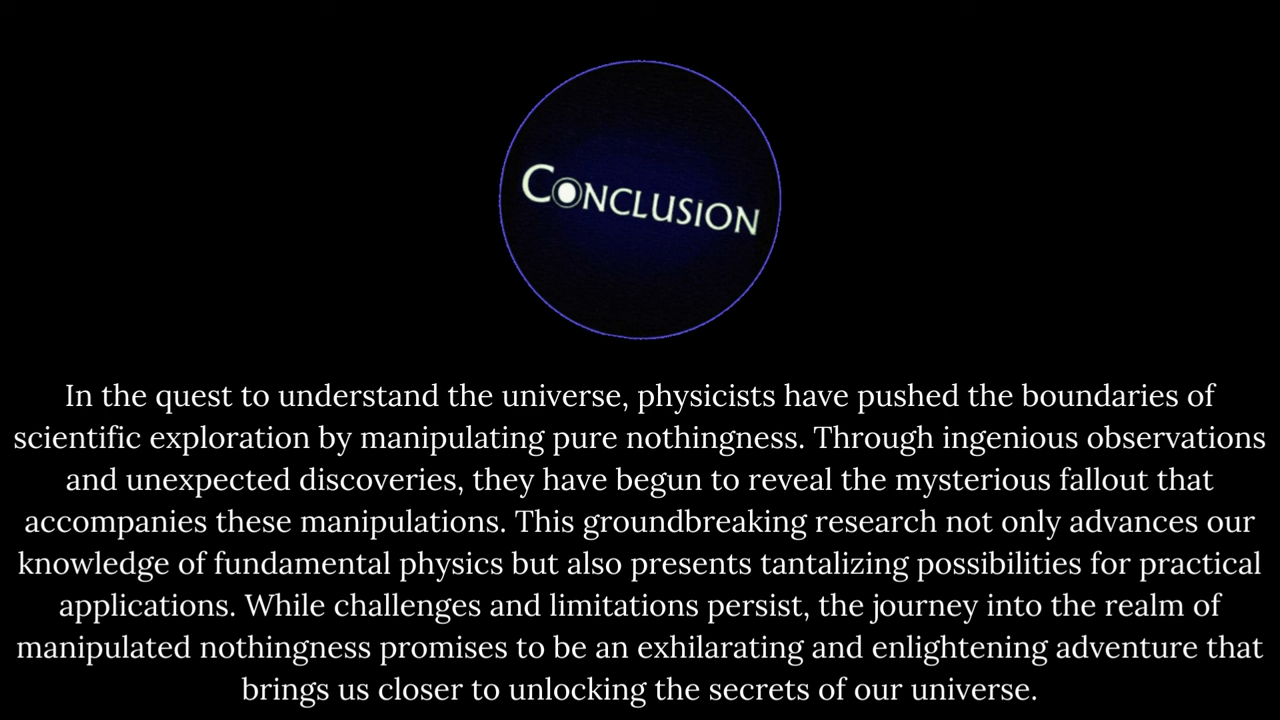 CONCLUSION
In the quest to understand the universe, physicists have pushed the boundaries of
scientific exploration by manipulating pure nothingness. Through ingenious observations
and unexpected discoveries, they have begun to reveal the mysterious fallout that
accompanies these manipulations. This groundbreaking research not only advances our
knowledge of fundamental physics but also presents tantalizing possibilities for practical
applications. While challenges and limitations persist, the journey into the realm of
manipulated nothingness promises to be an exhilarating and enlightening adventure that
brings us closer to unlocking the secrets of our universe.